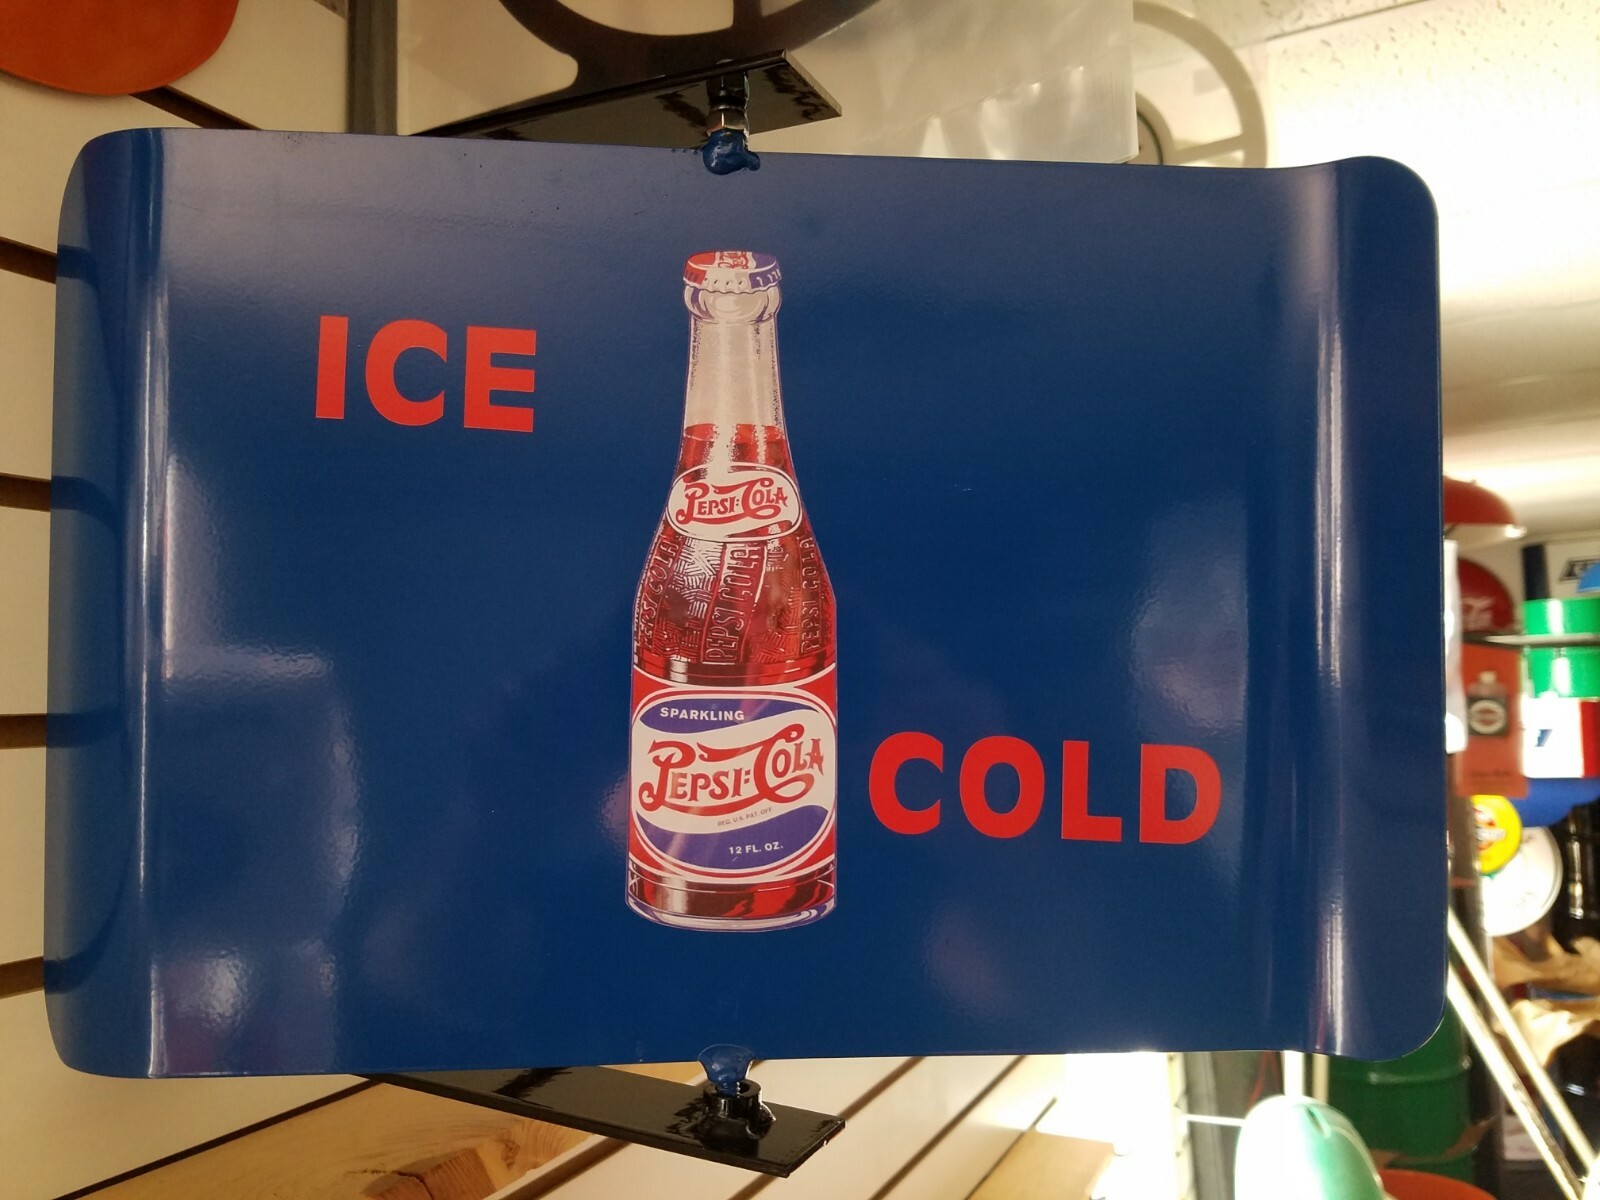 ICE
PEPSI:COLA
PEPSI COLA
PEPSI COLA
PEPSI COLA
SPARKLING
PEPSI:COLA
REG. U.S. PAT. OFF.
12 FL. OZ.
COLD